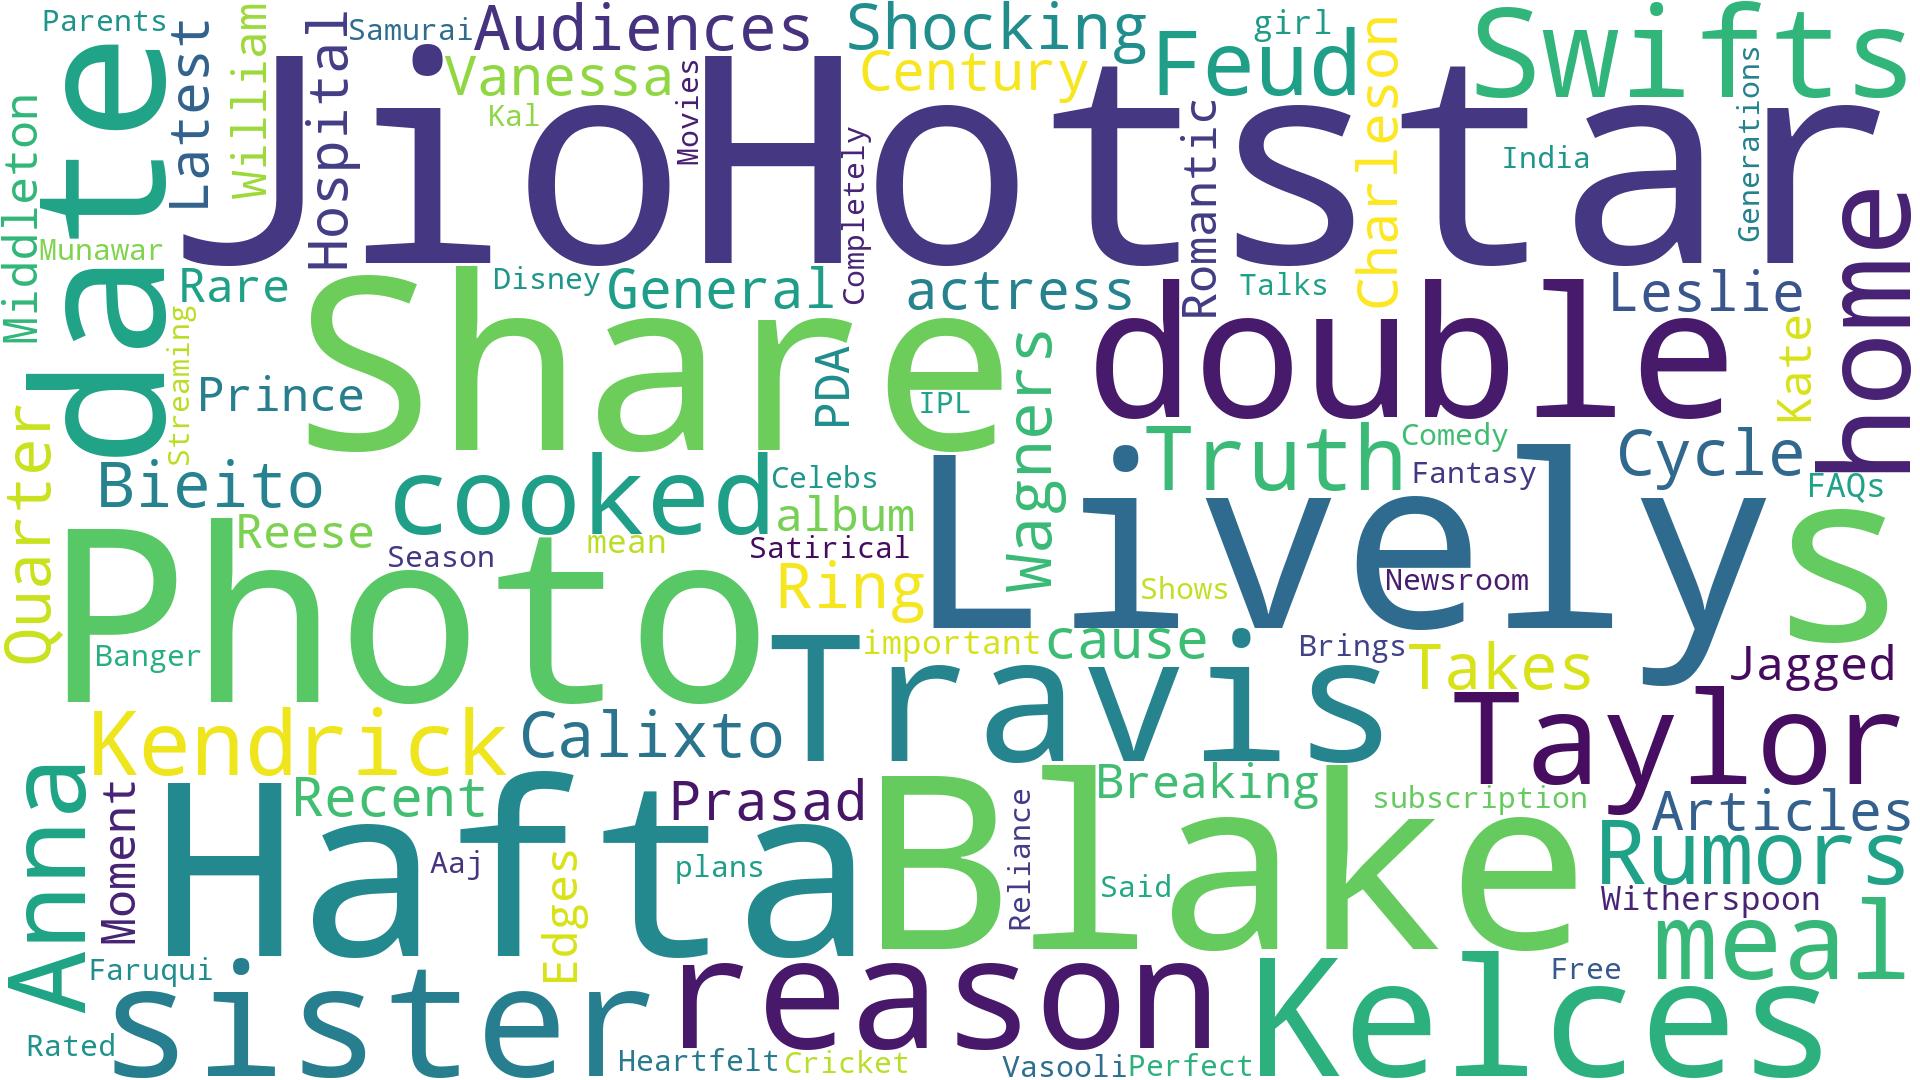 Parents
date
Latest
William
Hospital
Samurai
Audiences
Shocking
girl
Feud
Swifts
Vanessa
Century
Kal
Movies
JioHotstar
Completely
Romantic
Charleson
India
Generations
Middleton
Munawar
home
Rare
Disney
General
actress
Talks
Leslie
Streaming
Prince
Share
PDA
IPL
Wagners
double
Kate
Quarter
Bieito
cooked
Celebs
Truth
Comedy
Fantasy
Cycle
FAQs
Reese
Season
mean
album
Satirical
Ring
Livelys
Shows
Newsroom
Photo
Banger
important
cause
Brings
Takes
Jagged
Kendrick
Calixto
Travis
Taylor
Anna
Moment
Recent
Prasad
Breaking
subscription
Articles
Hafta
Aaj
Edges
plans
Blake
Reliance
Said
Rumors
Witherspoon
meal
Faruqui
sister
reason
Kelces
Free
Rated
Heartfelt
Cricket
Vasooli
Perfect